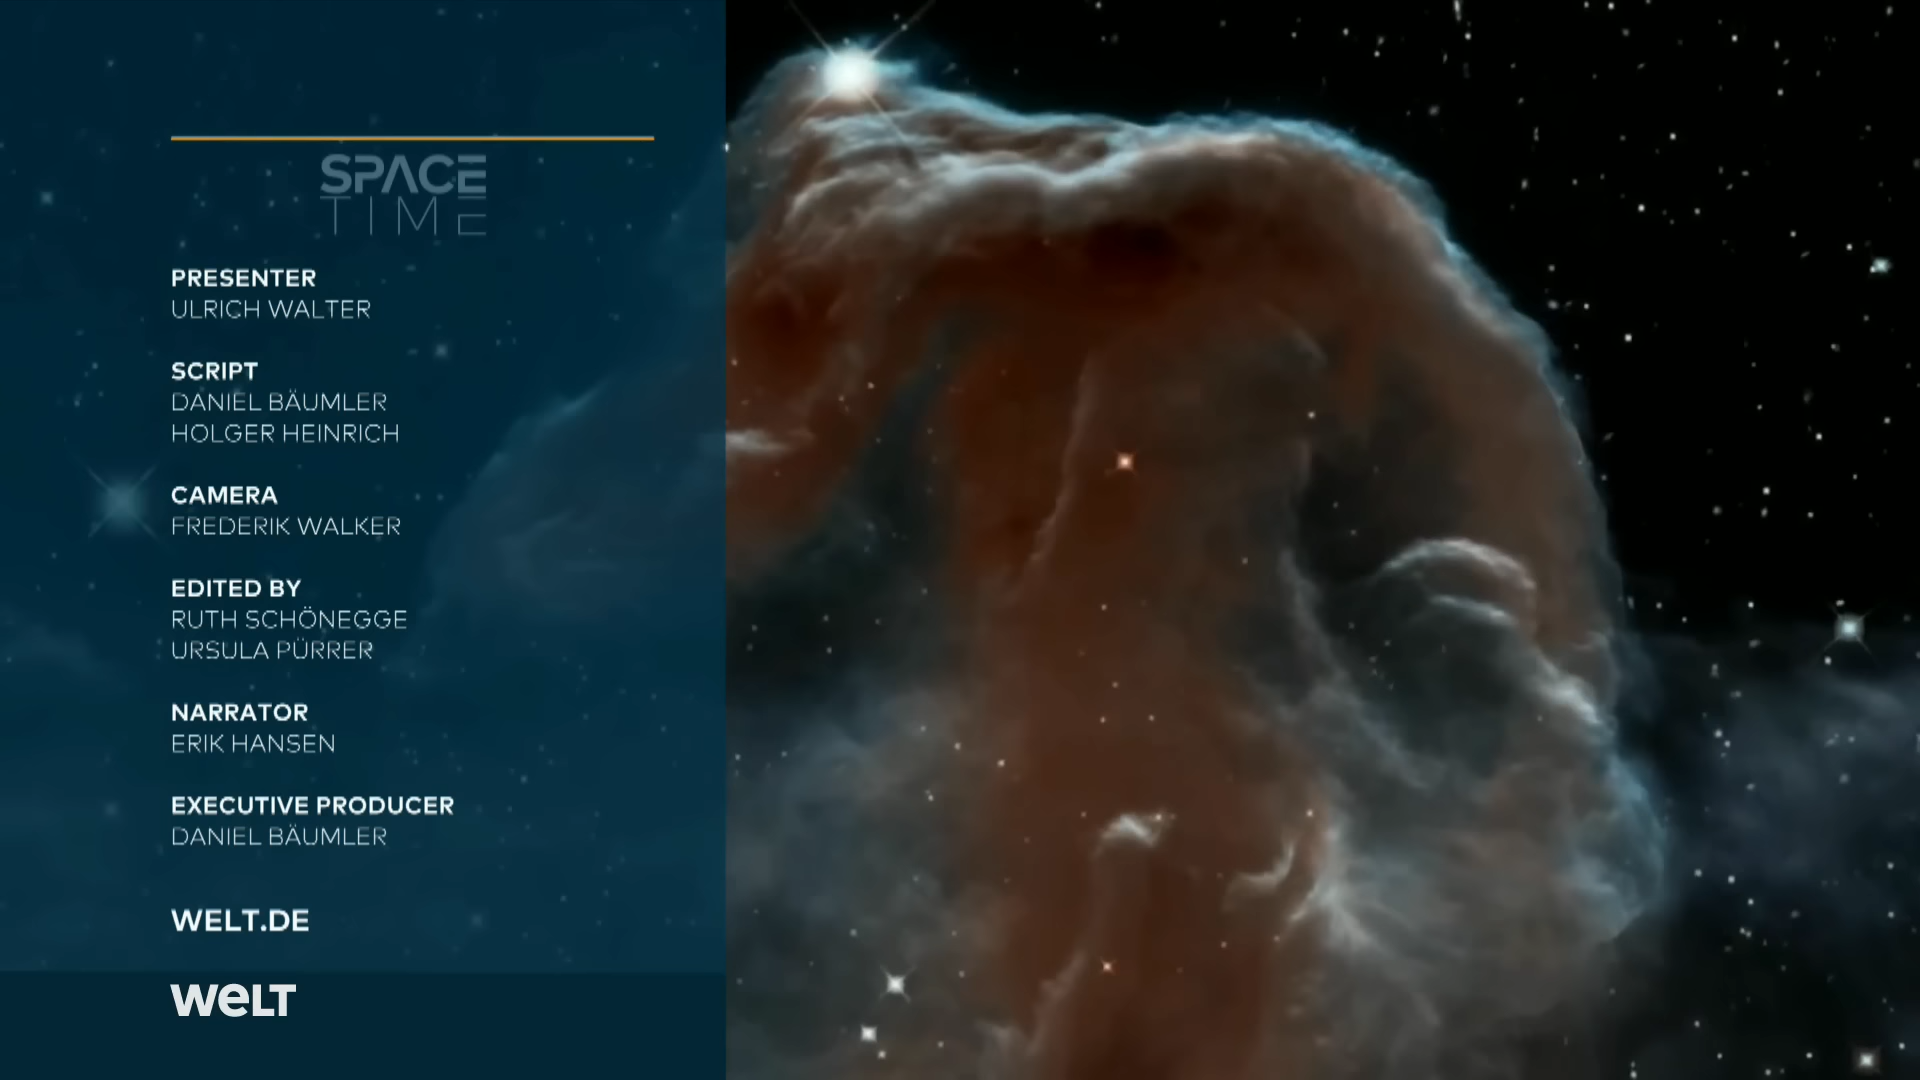 SPACE
TIME
PRESENTER
ULRICH WALTER
SCRIPT
DANIEL BÄUMLER
HOLGER HEINRICH
CAMERA
FREDERIK WALKER
EDITED BY
RUTH SCHÖNEGGE
URSULA PÜRRER
NARRATOR
ERIK HANSEN
EXECUTIVE PRODUCER
DANIEL BÄUMLER
WELT.DE
WELT